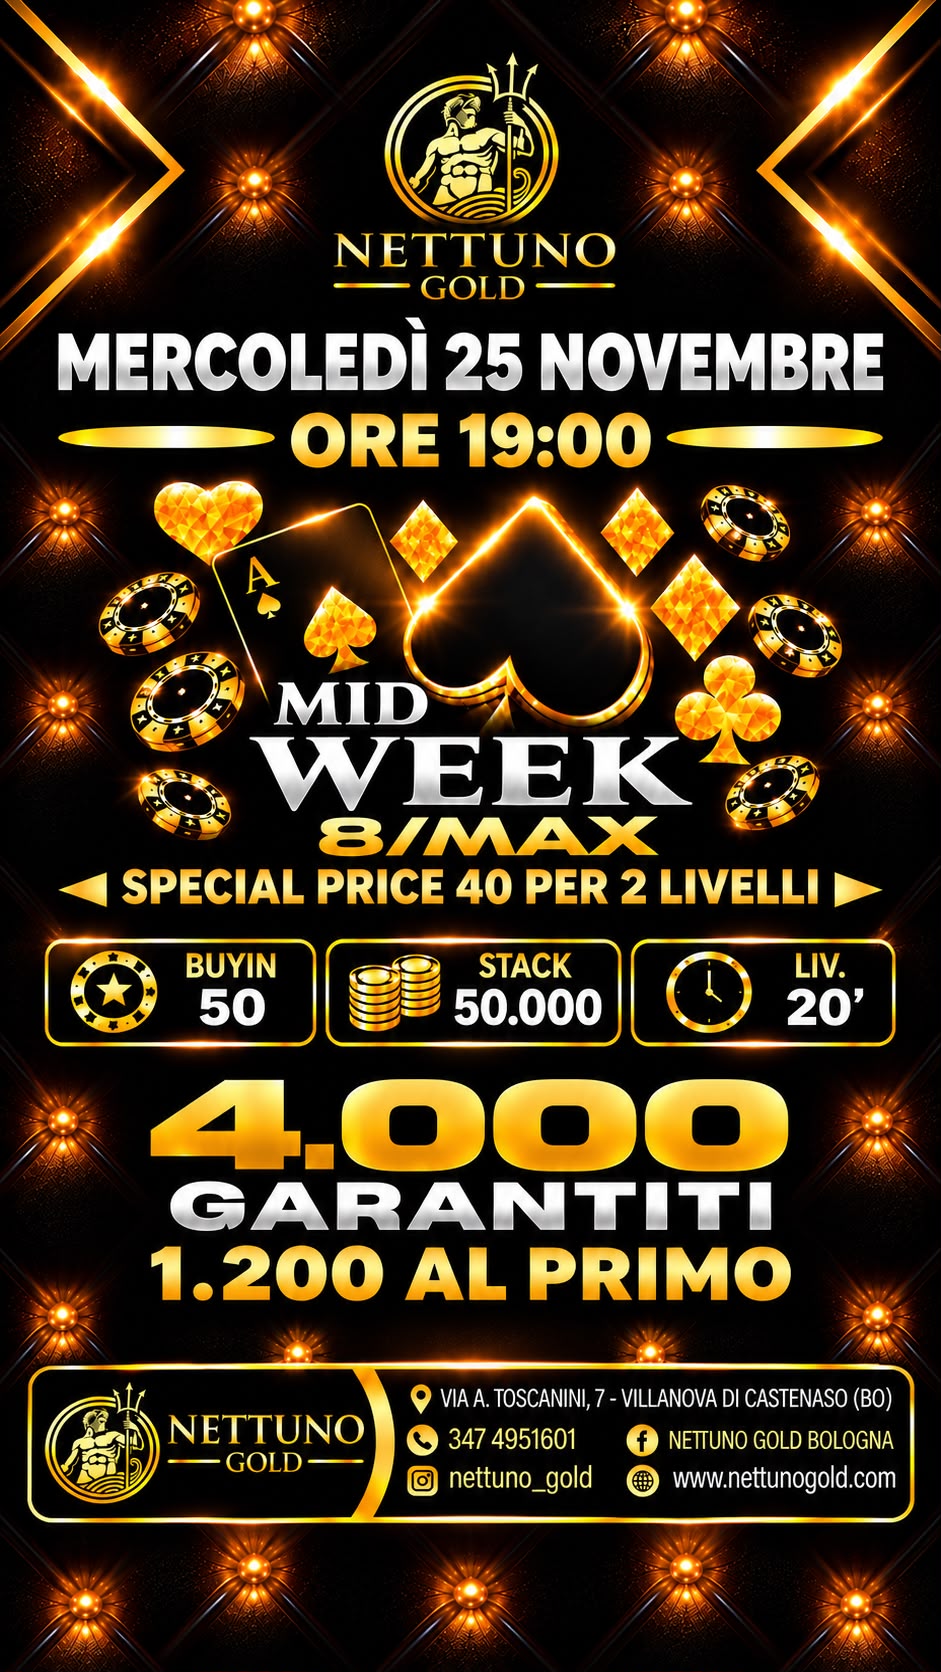 NETTUNO
GOLD
MERCOLEDÌ 25 NOVEMBRE
ORE 19:00
A
MID
WEEK
8/MAX
SPECIAL PRICE 40 PER 2 LIVELLI
BUYIN
50
STACK
50.000
LIV.
20’
4.000
GARANTITI
1.200 AL PRIMO
NETTUNO
GOLD
VIA A. TOSCANINI, 7 - VILLANOVA DI CASTENASO (BO)
347 4951601
NETTUNO GOLD BOLOGNA
nettuno_gold
www.nettunogold.com